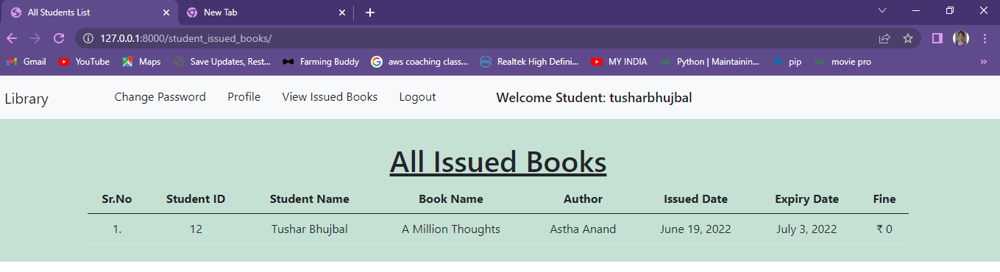 All Students List
New Tab
127.0.0.1:8000/student_issued_books/
Gmail YouTube Maps Save Updates, Rest... Farming Buddy aws coaching class... Realtek High Defini... MY INDIA Python | Maintainin... pip movie pro »
Library Change Password Profile View Issued Books Logout Welcome Student: tusharbhujbal
All Issued Books
Sr.No Student ID Student Name Book Name Author Issued Date Expiry Date Fine
1. 12 Tushar Bhujbal A Million Thoughts Astha Anand June 19, 2022 July 3, 2022 ₹ 0